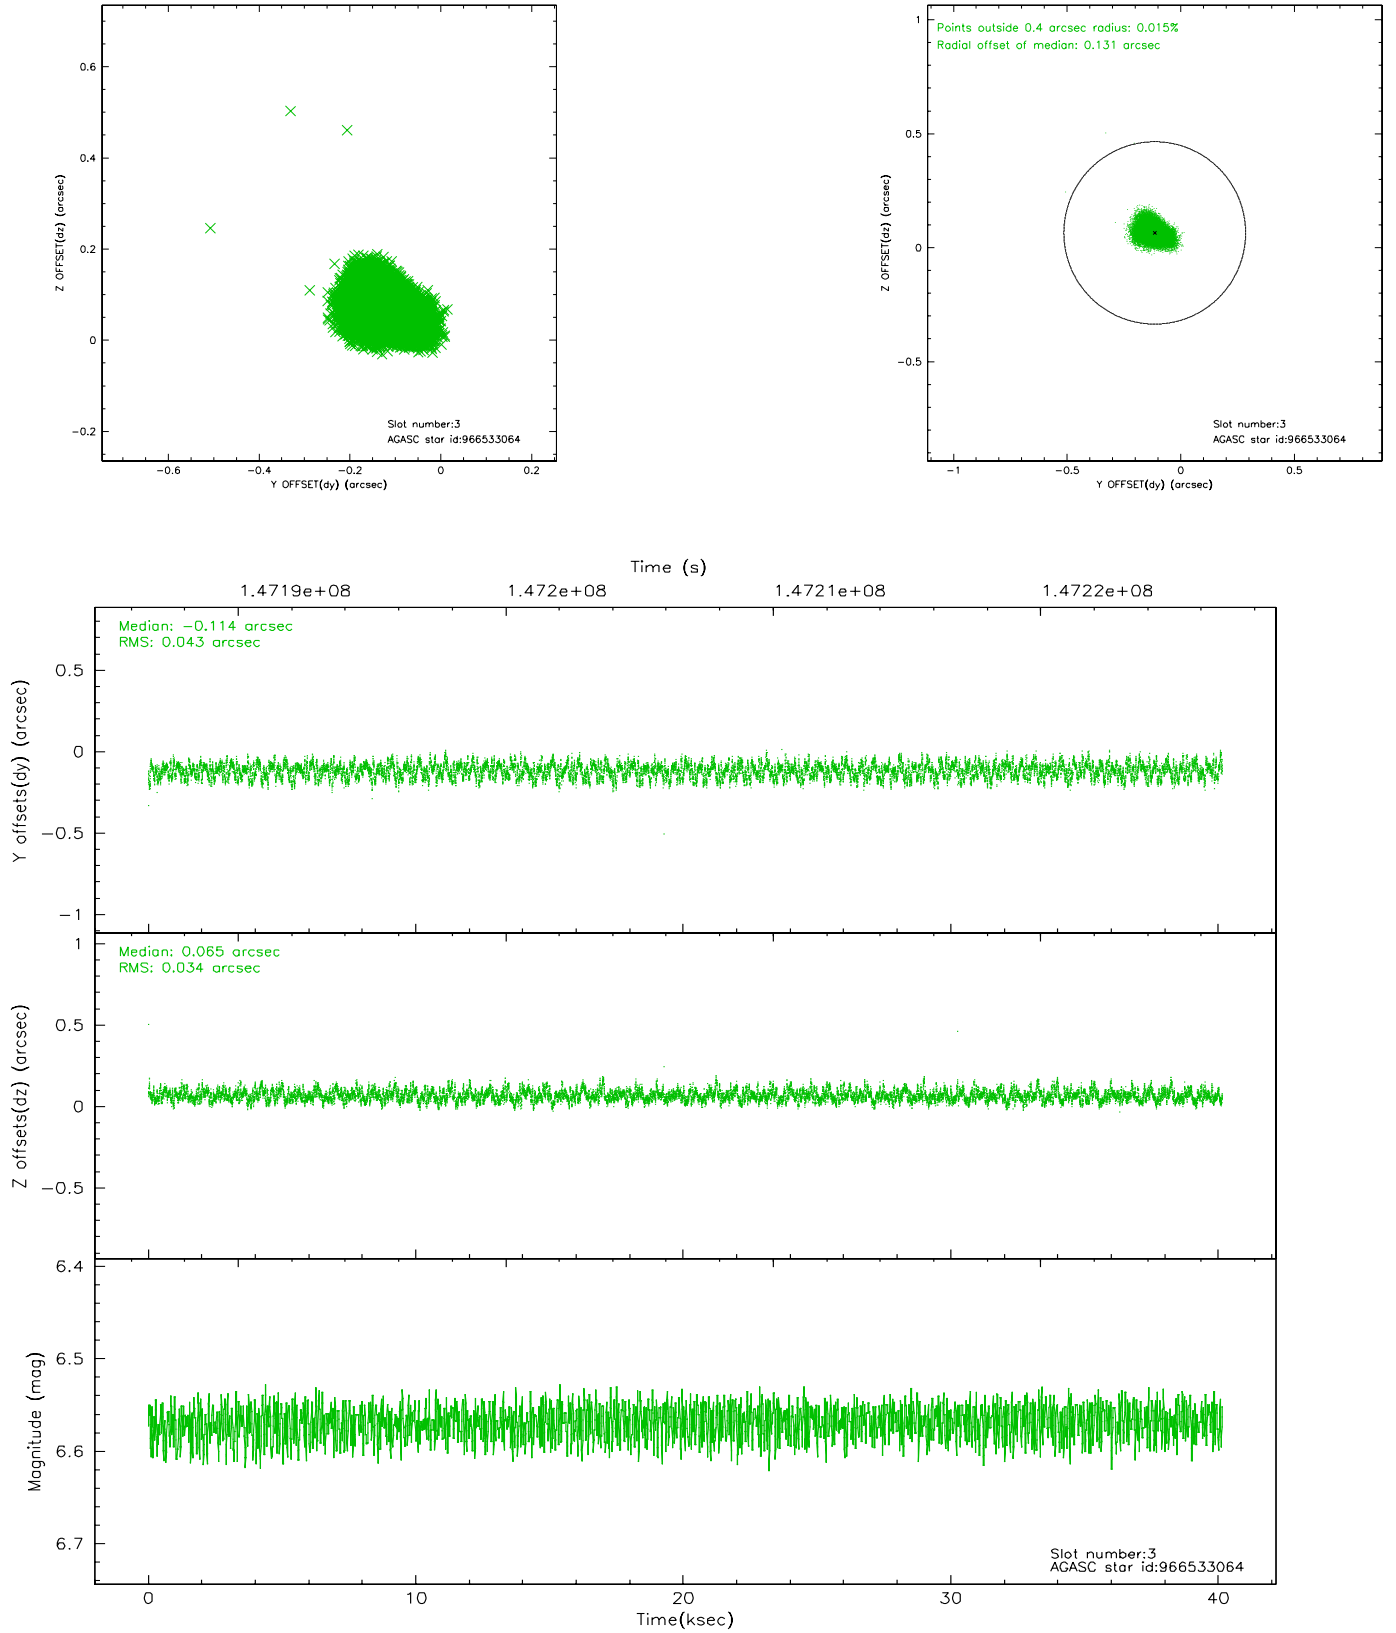 0.6
0.4
0.2
0
−0.2
Z OFFSET(dz) (arcsec)
Slot number:3
AGASC star id:966533064
−0.6 −0.4 −0.2 0 0.2
Y OFFSET(dy) (arcsec)
Points outside 0.4 arcsec radius: 0.015%
Radial offset of median: 0.131 arcsec
1
0.5
0
−0.5
Z OFFSET(dz) (arcsec)
Slot number:3
AGASC star id:966533064
−1 −0.5 0 0.5
Y OFFSET(dy) (arcsec)
Time (s)
1.4719e+08 1.472e+08 1.4721e+08 1.4722e+08
Median: −0.114 arcsec
RMS: 0.043 arcsec
0.5
0
−0.5
−1
Y offsets(dy) (arcsec)
Median: 0.065 arcsec
RMS: 0.034 arcsec
1
0.5
0
−0.5
Z offsets(dz) (arcsec)
6.4
6.5
6.6
6.7
Magnitude (mag)
Slot number:3
AGASC star id:966533064
0 10 20 30 40
Time(ksec)